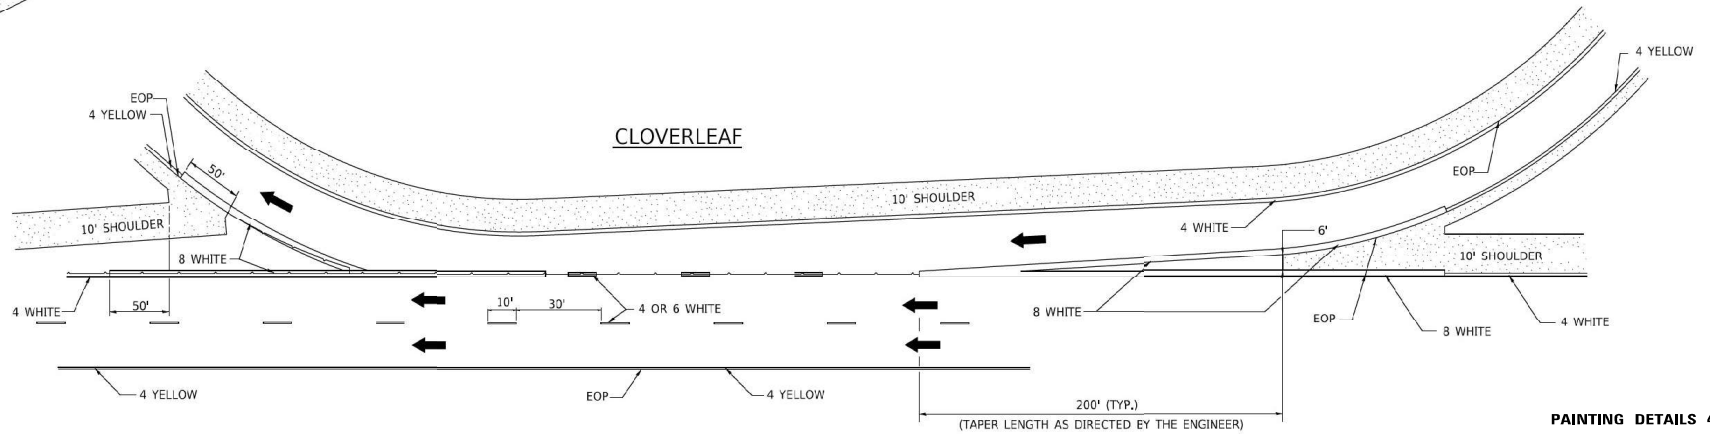 4 YELLOW
EOP
4 YELLOW
CLOVERLEAF
50'
EOP
10' SHOULDER
10' SHOULDER
4 WHITE
6'
8 WHITE
10' SHOULDER
4 WHITE
50'
10'
30'
4 OR 6 WHITE
8 WHITE
EOP
8 WHITE
4 WHITE
4 YELLOW
EOP
4 YELLOW
200' (TYP.)
(TAPER LENGTH AS DIRECTED BY THE ENGINEER)
PAINTING DETAILS